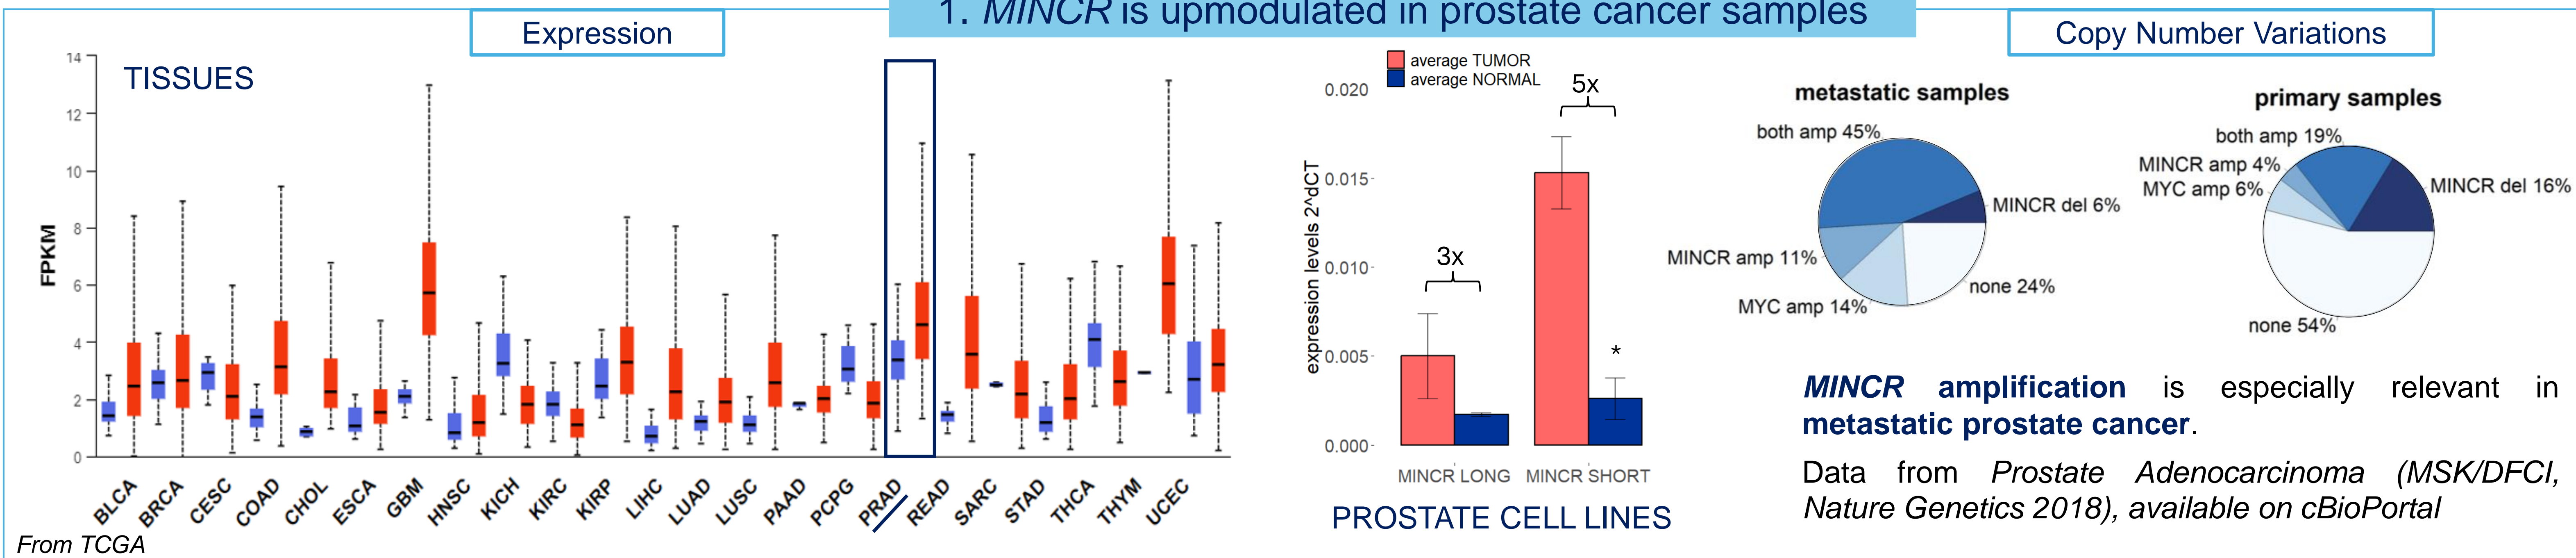 1. MINCR is upmodulated in prostate cancer samples
Expression
TISSUES
FPKM
14
12
10
8
6
4
2
0
BLCA
BRCA
CESC
COAD
CHOL
ESCA
GBM
HNSC
KICH
KIRC
KIRP
LIHC
LUAD
LUSC
PAAD
PCPG
PRAD
READ
SARC
STAD
THCA
THYM
UCEC
From TCGA
average TUMOR
average NORMAL
expression levels 2^dCT
0.020
0.015
0.010
0.005
0.000
3x
5x
*
MINCR LONG
MINCR SHORT
PROSTATE CELL LINES
Copy Number Variations
metastatic samples
both amp 45%
MINCR del 6%
MINCR amp 11%
none 24%
MYC amp 14%
primary samples
both amp 19%
MINCR amp 4%
MYC amp 6%
MINCR del 16%
none 54%
MINCR amplification is especially relevant in
metastatic prostate cancer.
Data from Prostate Adenocarcinoma (MSK/DFCI,
Nature Genetics 2018), available on cBioPortal